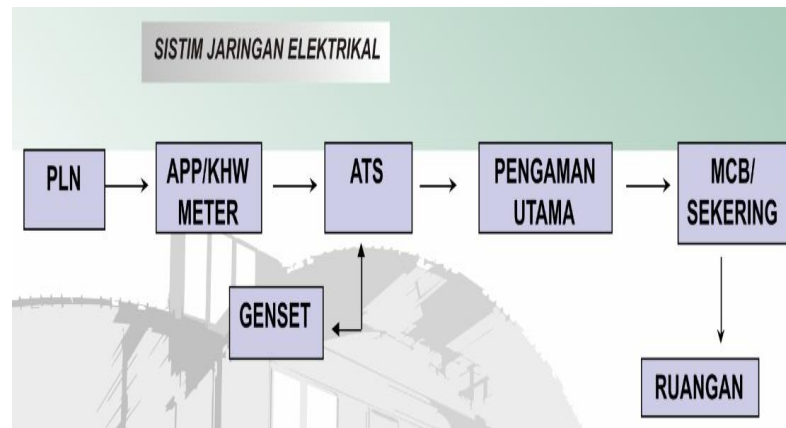 SISTIM JARINGAN ELEKTRIKAL
PLN
APP/KHW
METER
ATS
PENGAMAN
UTAMA
MCB/
SEKERING
GENSET
RUANGAN